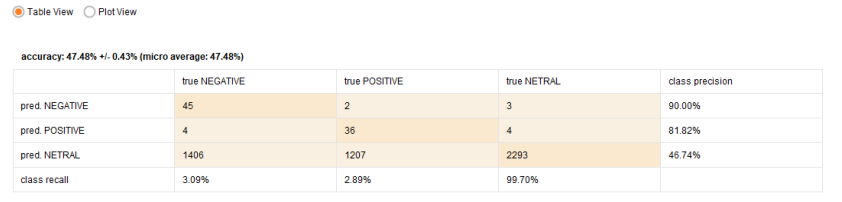 Table View Plot View
accuracy: 47.48% +/- 0.43% (micro average: 47.48%)
true NEGATIVE true POSITIVE true NETRAL class precision
pred. NEGATIVE 45 2 3 90.00%
pred. POSITIVE 4 36 4 81.82%
pred. NETRAL 1406 1207 2293 46.74%
class recall 3.09% 2.89% 99.70%